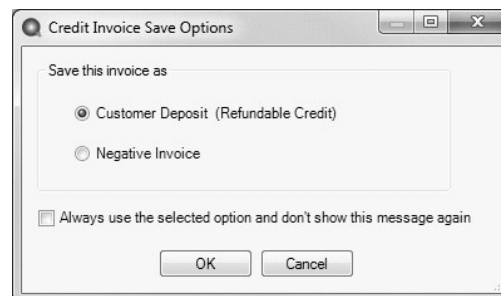 Credit Invoice Save Options
Save this invoice as
Customer Deposit (Refundable Credit)
Negative Invoice
Always use the selected option and don't show this message again
OK
Cancel